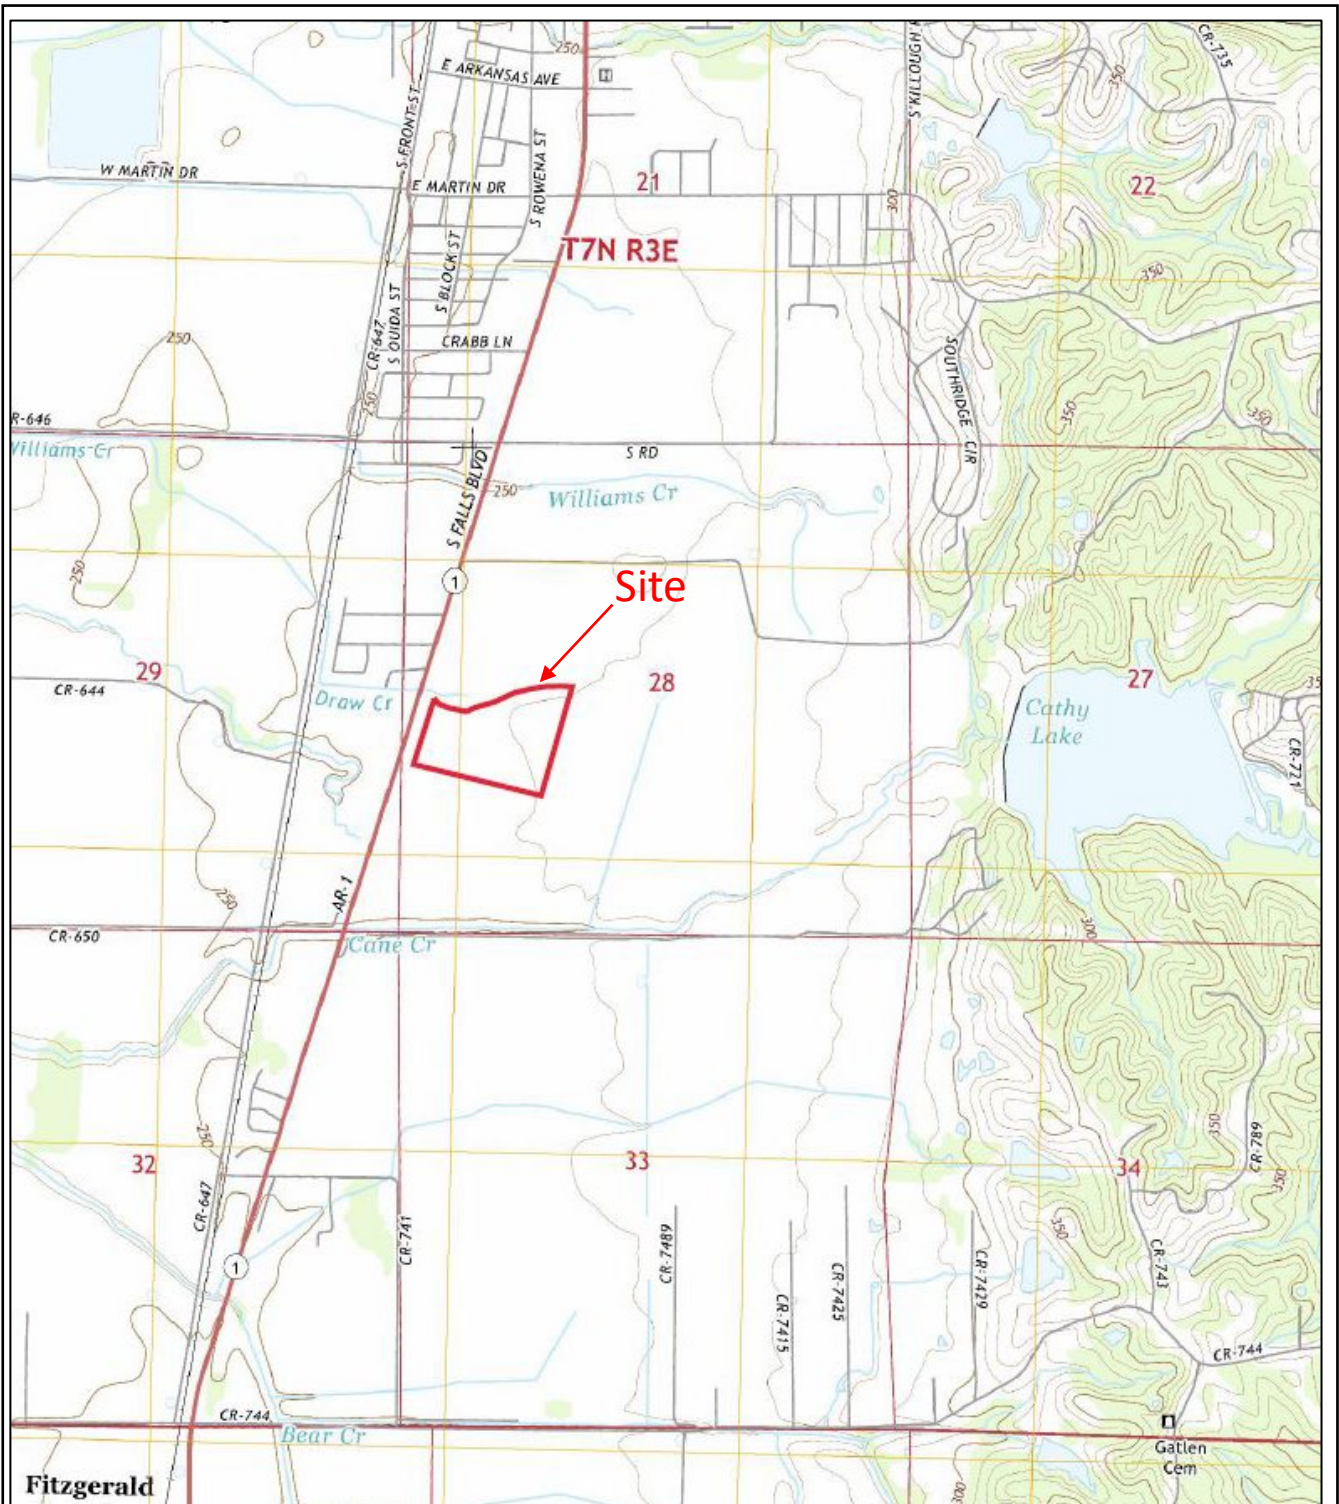 250
E ARKANSAS AVE
S FRONT ST
S KILLOUGH
CR-735
350
W MARTIN DR
E MARTIN DR
S ROWENA ST
21
300
22
T7N R3E
S BLOCK ST
350
250
CR-647
S OUIDA ST
CRABB LN
SOUTHRIDGE CIR
250
350
350
R-646
Williams Cr
S RD
S FALLS BLVD
250
Williams Cr
250
1
Site
29
28
27
CR-644
Draw Cr
Cathy
Lake
35
CR-721
250
AR-1
CR-650
Cane Cr
300
250
32
33
34
350
CR-789
350
CR-647
CR-741
CR-7489
CR-7415
CR-7425
CR-7429
350
CR-743
1
CR-744
CR-744
Bear Cr
Gatlen
Cem
Fitzgerald
300